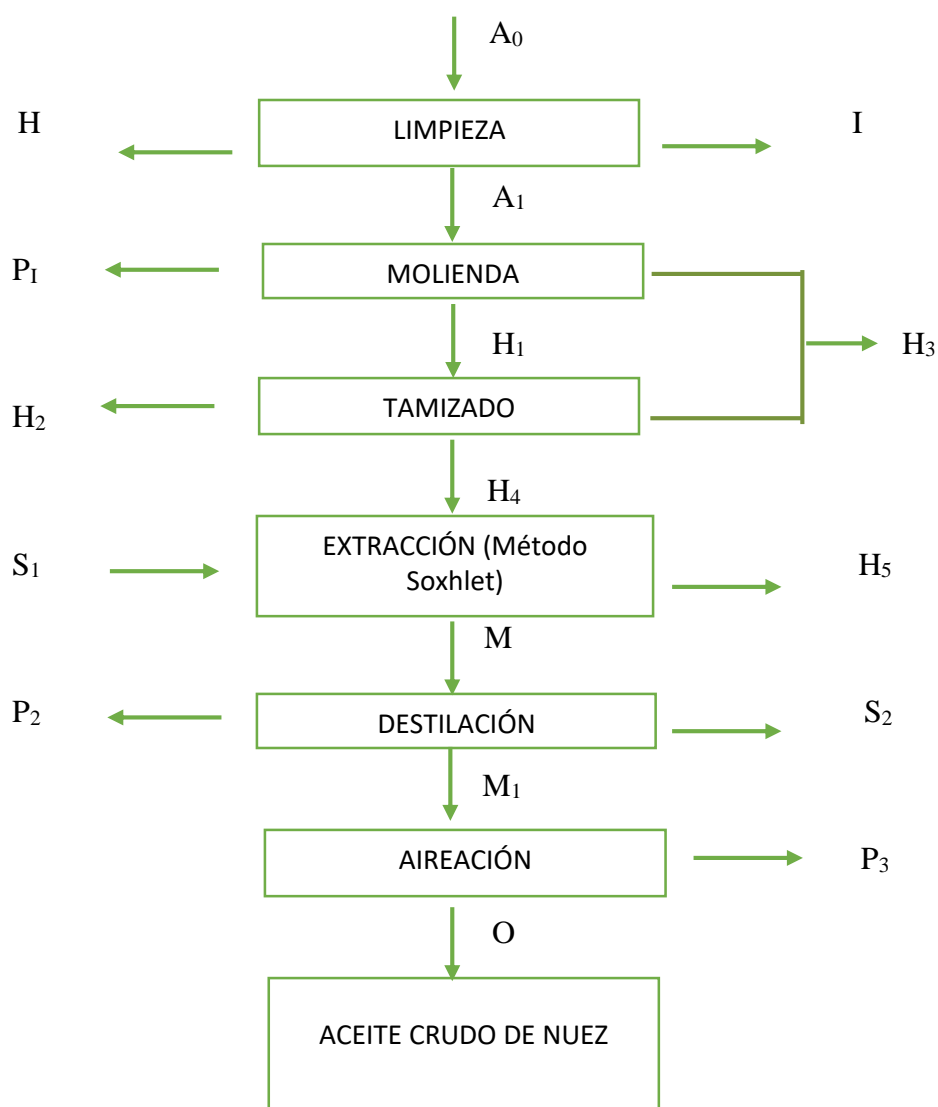 A₀
H
LIMPIEZA
I
A₁
P_I
MOLIENDA
H₁
H₃
TAMIZADO
H₂
H₄
S₁
EXTRACCIÓN (Método
Soxhlet)
H₅
M
P₂
DESTILACIÓN
S₂
M₁
AIREACIÓN
P₃
O
ACEITE CRUDO DE NUEZ